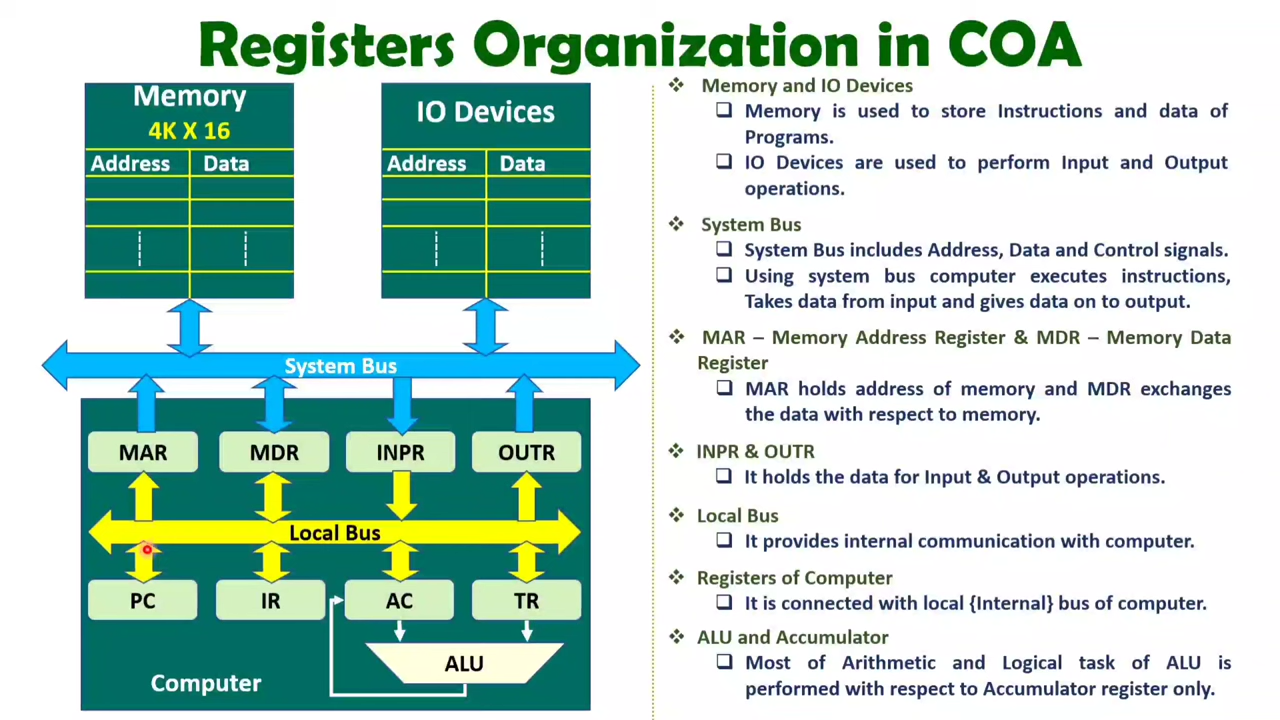 Registers Organization in COA
Memory
4K X 16
Address Data
IO Devices
Address Data
System Bus
MAR MDR INPR OUTR
Local Bus
PC IR AC TR
ALU
Computer
❖ Memory and IO Devices
❑ Memory is used to store Instructions and data of
Programs.
❑ IO Devices are used to perform Input and Output
operations.
❖ System Bus
❑ System Bus includes Address, Data and Control signals.
❑ Using system bus computer executes instructions,
Takes data from input and gives data on to output.
❖ MAR – Memory Address Register & MDR – Memory Data
Register
❑ MAR holds address of memory and MDR exchanges
the data with respect to memory.
❖ INPR & OUTR
❑ It holds the data for Input & Output operations.
❖ Local Bus
❑ It provides internal communication with computer.
❖ Registers of Computer
❑ It is connected with local {Internal} bus of computer.
❖ ALU and Accumulator
❑ Most of Arithmetic and Logical task of ALU is
performed with respect to Accumulator register only.